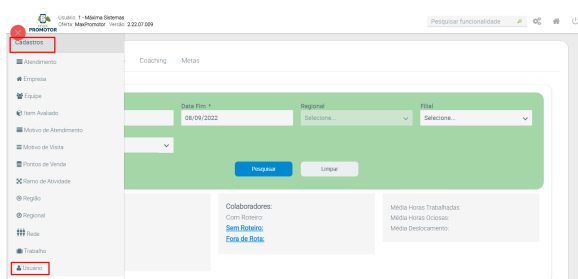 Usuário: 1 - Máxima Sistemas
Oferta: MaxPromotor Versão: 2.22.07.009
PROMOTOR
Pesquisar funcionalidade
Cadastros
Atendimento
Coaching
Metas
Empresa
Equipe
Item Avaliado
Motivo de Atendimento
Motivo de Visita
Pontos de Venda
Ramo de Atividade
Região
Regional
Rede
Trabalho
Usuário
Data Fim *
Regional
Filial
08/09/2022
Selecione...
Selecione...
Pesquisar
Limpar
Colaboradores:
Com Roteiro:
Sem Roteiro:
Fora de Rota:
Média Horas Trabalhadas:
Média Horas Ociosas:
Média Deslocamento: